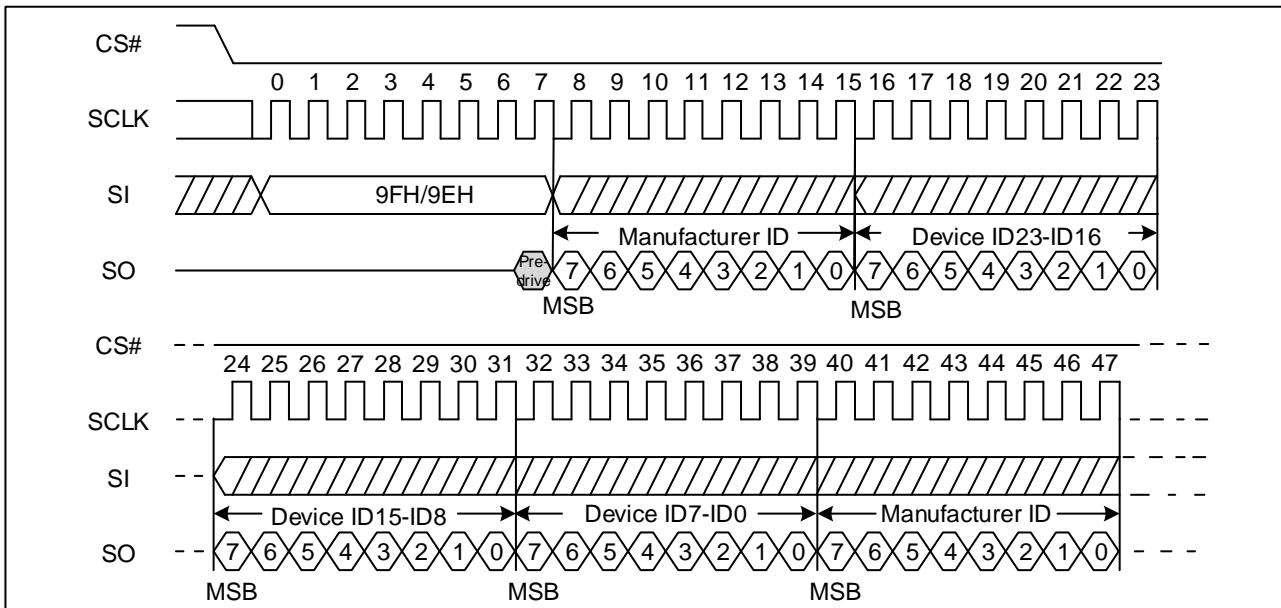 CS#
0 1 2 3 4 5 6 7 8 9 10 11 12 13 14 15 16 17 18 19 20 21 22 23
SCLK
SI 9FH/9EH
Manufacturer ID Device ID23-ID16
SO Pre-drive 7 6 5 4 3 2 1 0 7 6 5 4 3 2 1 0
MSB MSB
CS#
24 25 26 27 28 29 30 31 32 33 34 35 36 37 38 39 40 41 42 43 44 45 46 47
SCLK
SI
Device ID15-ID8 Device ID7-ID0 Manufacturer ID
SO 7 6 5 4 3 2 1 0 7 6 5 4 3 2 1 0 7 6 5 4 3 2 1 0
MSB MSB MSB